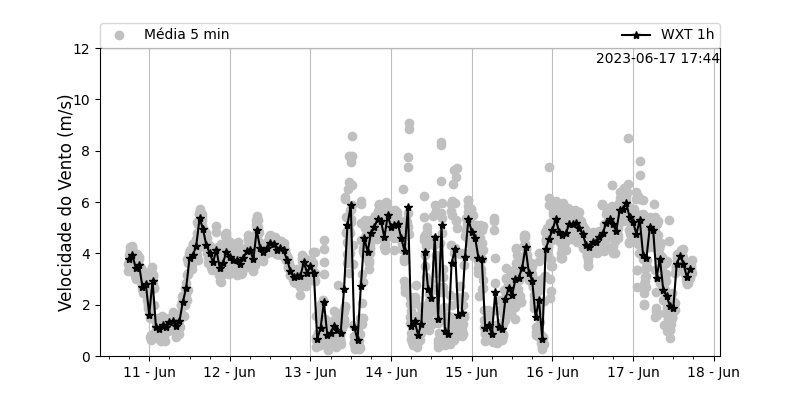 Média 5 min WXT 1h
2023-06-17 17:44
Velocidade do Vento (m/s)
12
10
8
6
4
2
0
11 - Jun 12 - Jun 13 - Jun 14 - Jun 15 - Jun 16 - Jun 17 - Jun 18 - Jun